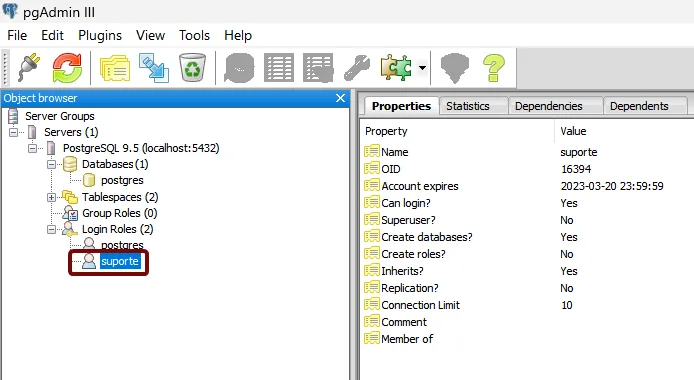 pgAdmin III
File Edit Plugins View Tools Help
Object browser
Server Groups
Servers (1)
PostgreSQL 9.5 (localhost:5432)
Databases (1)
postgres
Tablespaces (2)
Group Roles (0)
Login Roles (2)
postgres
suporte
Properties Statistics Dependencies Dependents
Property Value
Name suporte
OID 16394
Account expires 2023-03-20 23:59:59
Can login? Yes
Superuser? No
Create databases? Yes
Create roles? No
Inherits? Yes
Replication? No
Connection Limit 10
Comment
Member of